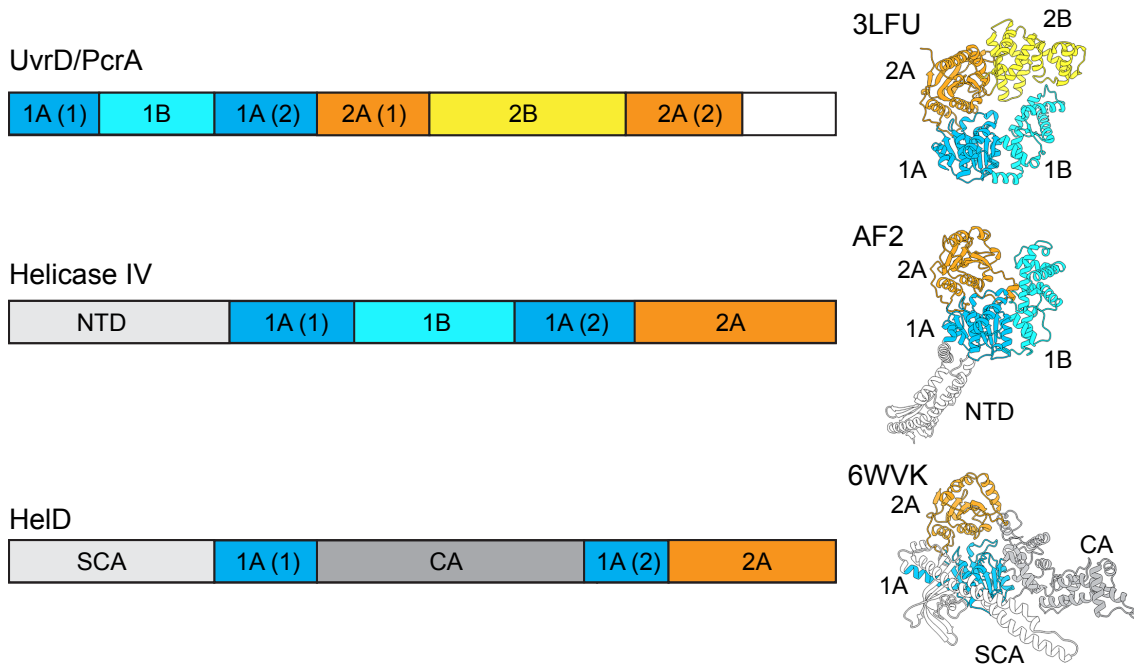 UvrD/PcrA
1A (1) 1B 1A (2) 2A (1) 2B 2A (2)
3LFU
2B
2A
1A
1B
Helicase IV
NTD 1A (1) 1B 1A (2) 2A
AF2
2A
1A
1B
NTD
HelD
SCA 1A (1) CA 1A (2) 2A
6WVK
2A
CA
1A
SCA